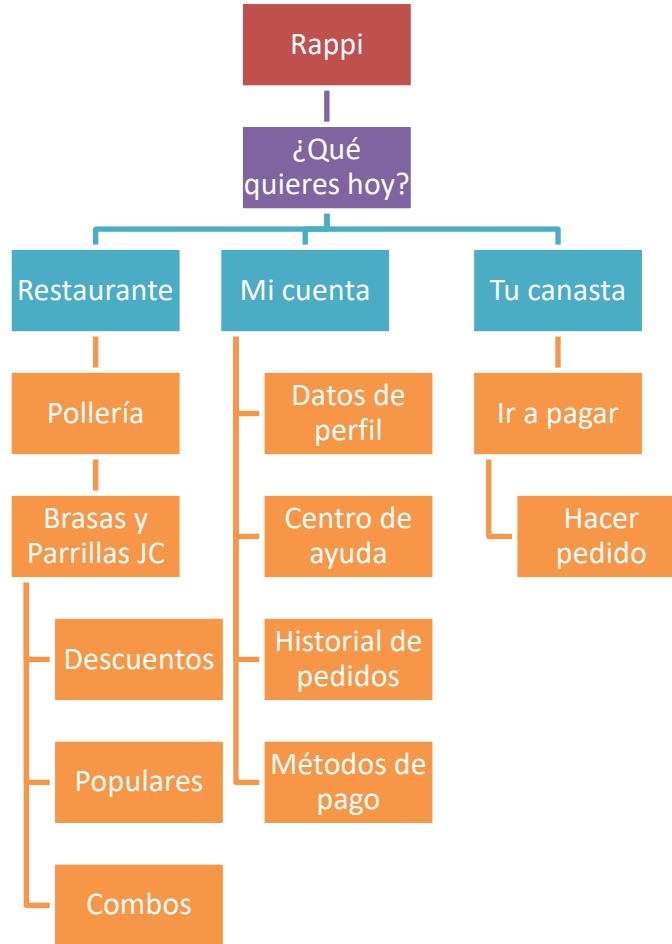 Rappi
¿Qué
quieres hoy?
Restaurante
Mi cuenta
Tu canasta
Pollería
Datos de
perfil
Ir a pagar
Brasas y
Parrillas JC
Centro de
ayuda
Hacer
pedido
Descuentos
Historial de
pedidos
Populares
Métodos de
pago
Combos